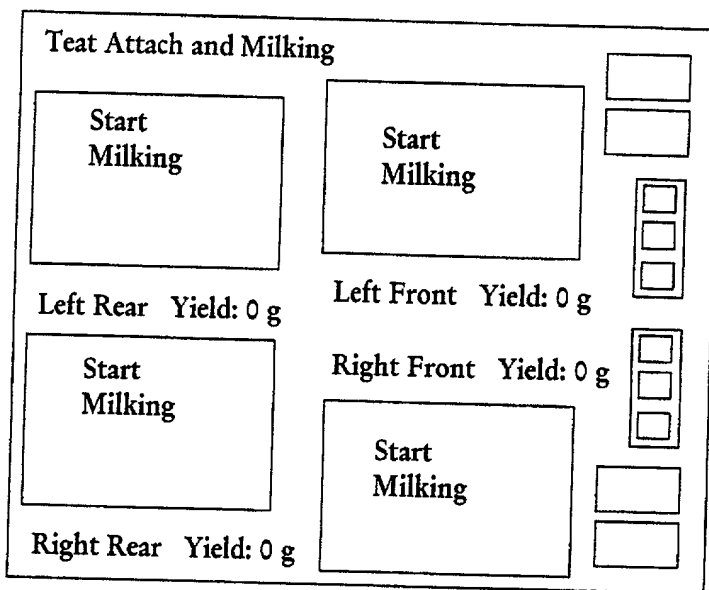 Teat Attach and Milking
Start
Milking
Start
Milking
Left Rear Yield: 0 g
Left Front Yield: 0 g
Start
Milking
Right Front Yield: 0 g
Start
Milking
Right Rear Yield: 0 g